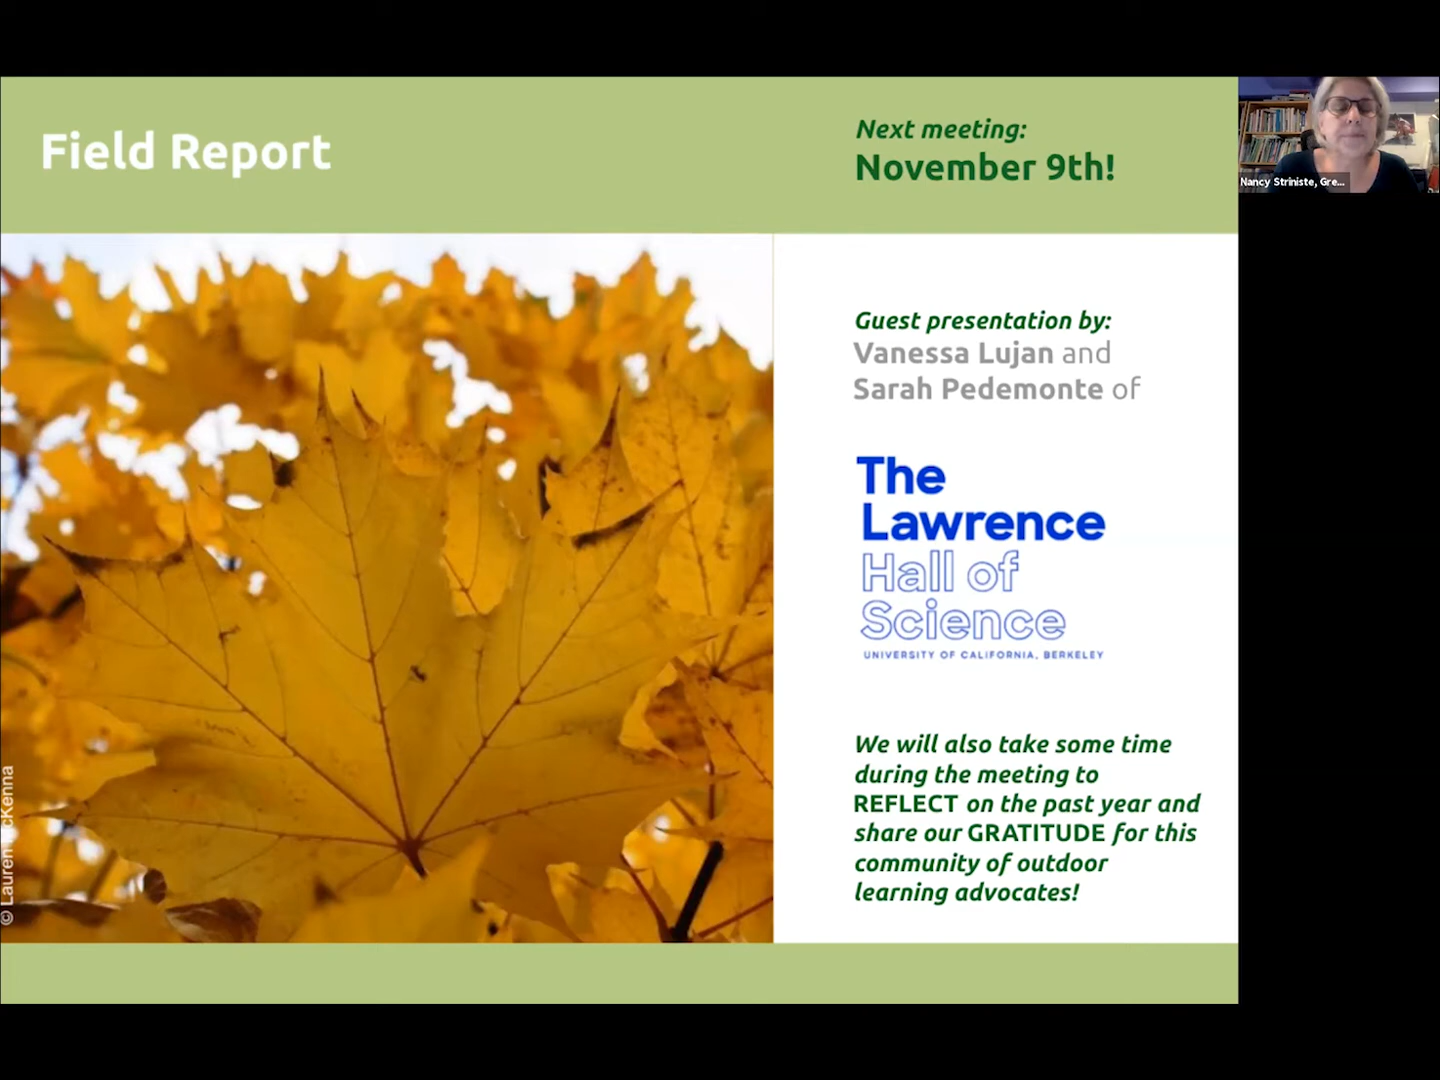 Field Report
Next meeting:
November 9th!
Nancy Striniste, Gre...
Guest presentation by:
Vanessa Lujan and
Sarah Pedemonte of
The
Lawrence
Hall of
Science
UNIVERSITY OF CALIFORNIA, BERKELEY
We will also take some time
during the meeting to
REFLECT on the past year and
share our GRATITUDE for this
community of outdoor
learning advocates!
© Lauren McKenna